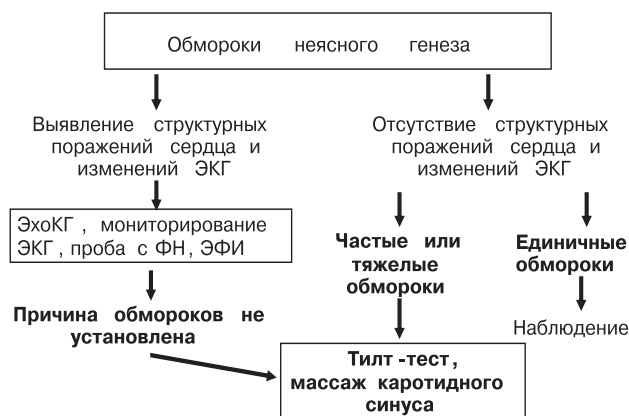 Обмороки неясного генеза
Выявление структурных
поражений сердца и
изменений ЭКГ
Отсутствие структурных
поражений сердца и
изменений ЭКГ
ЭхоКГ, мониторирование
ЭКГ, проба с ФН, ЭФИ
Частые или
тяжелые
обмороки
Единичные
обмороки
Причина обмороков не
установлена
Наблюдение
Тилт-тест,
массаж каротидного
синуса